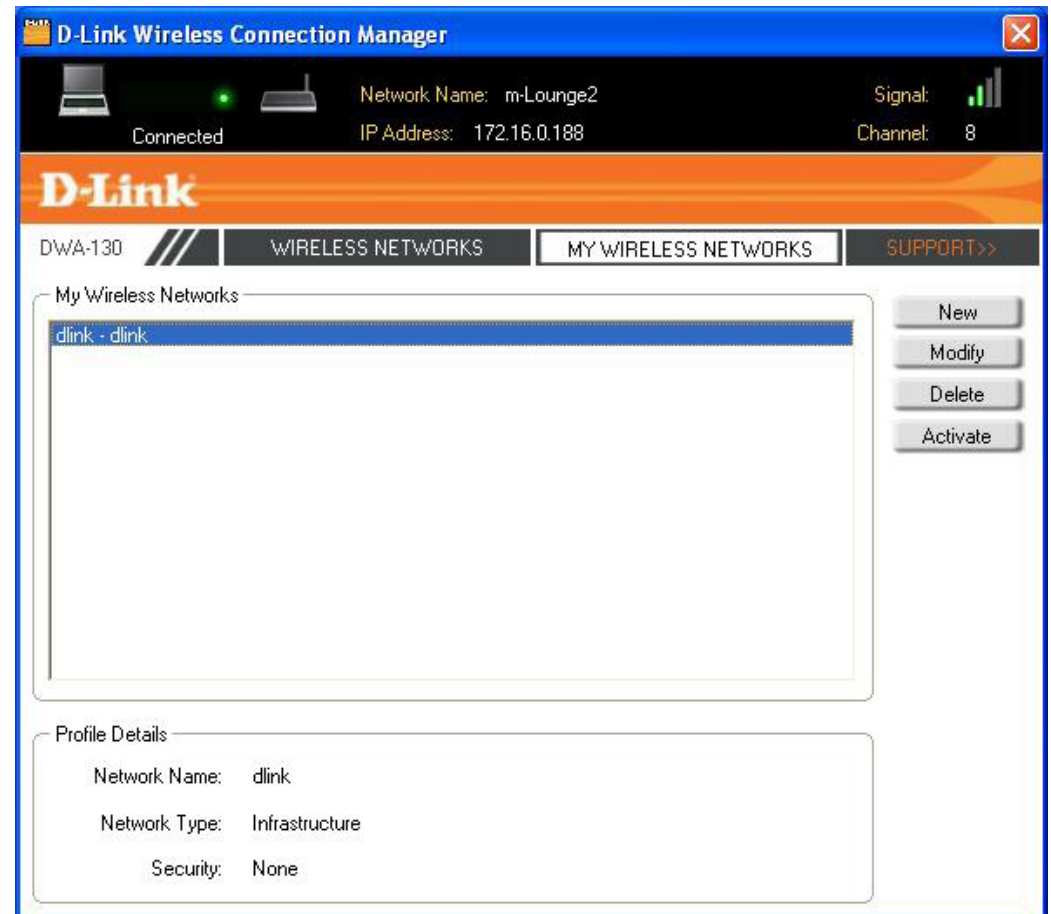 D-Link Wireless Connection Manager
Network Name: m-Lounge2 Signal:
Connected IP Address: 172.16.0.188 Channel: 8
D-Link
DWA-130 WIRELESS NETWORKS MY WIRELESS NETWORKS SUPPORT>>
My Wireless Networks
dlink - dlink
New
Modify
Delete
Activate
Profile Details
Network Name: dlink
Network Type: Infrastructure
Security: None